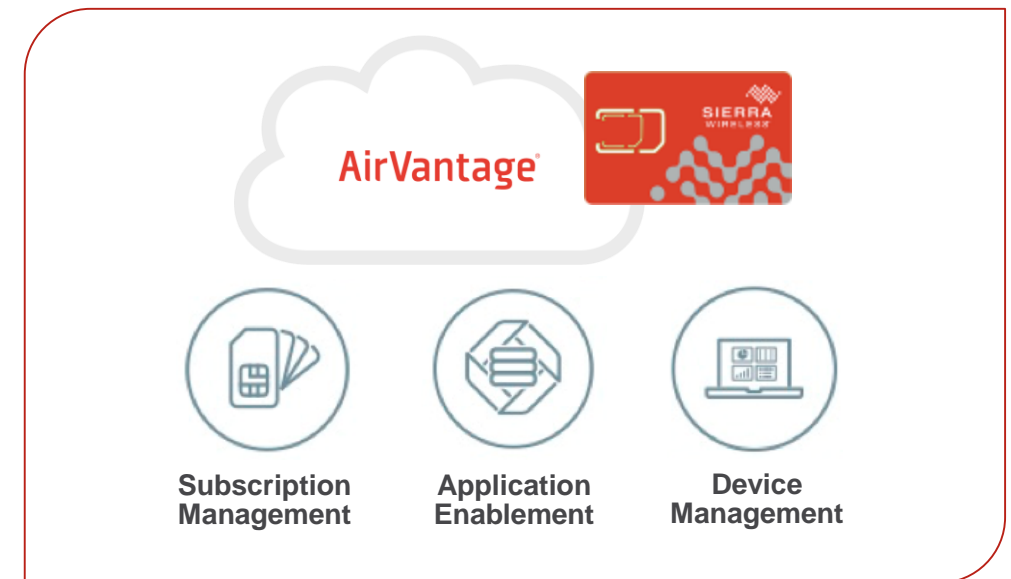 AirVantage®
SIERRA
WIRELESS
Subscription
Management
Application
Enablement
Device
Management